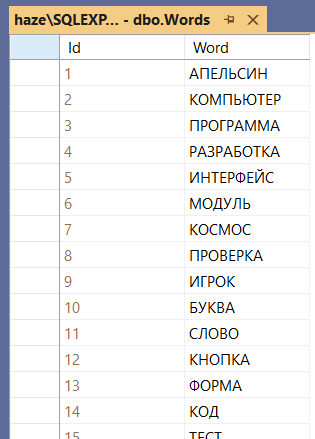 haze\SQLEXP... - dbo.Words
Id Word
1 АПЕЛЬСИН
2 КОМПЬЮТЕР
3 ПРОГРАММА
4 РАЗРАБОТКА
5 ИНТЕРФЕЙС
6 МОДУЛЬ
7 КОСМОС
8 ПРОВЕРКА
9 ИГРОК
10 БУКВА
11 СЛОВО
12 КНОПКА
13 ФОРМА
14 КОД
15 ТЕСТ